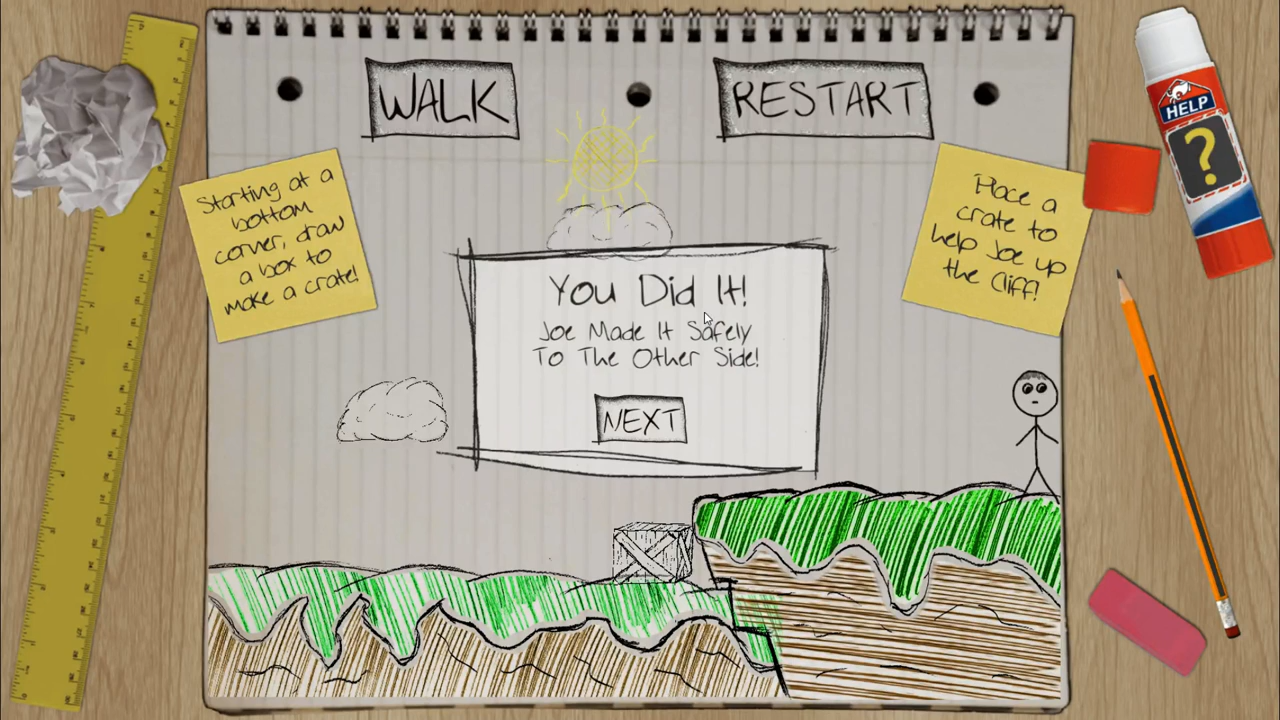 WALK
RESTART
HELP
?
Starting at a
bottom
corner, draw
a box to
make a crate!
Place a
crate to
help Joe up
the Cliff!
You Did It!
Joe Made It Safely
To The Other Side!
NEXT